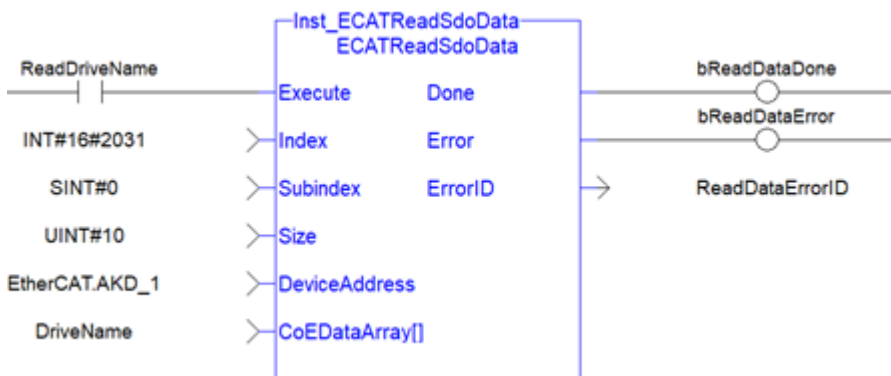 Inst_ECATReadSdoData
ECATReadSdoData
ReadDriveName
Execute Done bReadDataDone
INT#16#2031 Index Error bReadDataError
SINT#0 Subindex ErrorID ReadDataErrorID
UINT#10 Size
EtherCAT.AKD_1 DeviceAddress
DriveName CoEDataArray[]